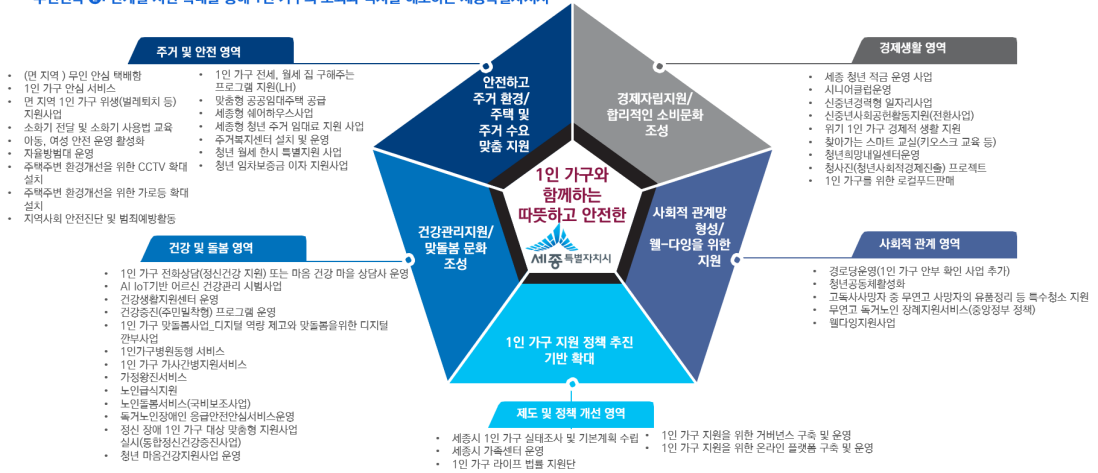 주거 및 안전 영역
• (면 지역 ) 무인 안심 택배함
• 1인 가구 안심 서비스
• 면 지역 1인 가구 위생(벌레퇴치 등)
지원사업
• 소화기 전달 및 소화기 사용법 교육
• 아동, 여성 안전 운영 활성화
• 자율방범대 운영
• 주택주변 환경개선을 위한 CCTV 확대
설치
• 주택주변 환경개선을 위한 가로등 확대
설치
• 지역사회 안전진단 및 범죄예방활동
• 1인 가구 전세, 월세 집 구해주는
프로그램 지원(LH)
• 맞춤형 공공임대주택 공급
• 세종형 쉐어하우스사업
• 세종형 청년 주거 임대료 지원 사업
• 주거복지센터 설치 및 운영
• 청년 월세 한시 특별지원 사업
• 청년 임차보증금 이자 지원사업
안전하고
주거 환경/
주택 및
주거 수요
맞춤 지원
경제자립지원/
합리적인 소비문화
조성
경제생활 영역
• 세종 청년 적금 운영 사업
• 시니어클럽운영
• 신중년경력형 일자리사업
• 신중년사회공헌활동지원(전환사업)
• 위기 1인 가구 경제적 생활 지원
• 찾아가는 스마트 교실(키오스크 교육 등)
• 청년희망내일센터운영
• 청사진(청년사회적경제진출) 프로젝트
• 1인 가구를 위한 로컬푸드판매
1인 가구와
함께하는
따뜻하고 안전한
세종특별자치시
건강관리지원/
맞돌봄 문화
조성
사회적 관계망
형성/
웰-다잉을 위한
지원
건강 및 돌봄 영역
• 1인 가구 전화상담(정신건강 지원) 또는 마음 건강 마을 상담사 운영
• AI IoT기반 어르신 건강관리 시범사업
• 건강생활지원센터 운영
• 건강증진(주민밀착형) 프로그램 운영
• 1인 가구 맞돌봄사업_디지털 역량 제고와 맞돌봄을위한 디지털
깐부사업
• 1인가구병원동행 서비스
• 1인 가구 가사간병지원서비스
• 가정왕진서비스
• 노인급식지원
• 노인돌봄서비스(국비보조사업)
• 독거노인장애인 응급안전안심서비스운영
• 정신 장애 1인 가구 대상 맞춤형 지원사업
실시(통합정신건강증진사업)
• 청년 마음건강지원사업 운영
사회적 관계 영역
• 경로당운영(1인 가구 안부 확인 사업 추가)
• 청년공동체활성화
• 고독사사망자 중 무연고 사망자의 유품정리 등 특수청소 지원
• 무연고 독거노인 장례지원서비스(중앙정부 정책)
• 웰다잉지원사업
1인 가구 지원 정책 추진
기반 확대
제도 및 정책 개선 영역
• 세종시 1인 가구 실태조사 및 기본계획 수립
• 세종시 가족센터 운영
• 1인 가구 라이프 법률 지원단
• 1인 가구 지원을 위한 거버넌스 구축 및 운영
• 1인 가구 지원을 위한 온라인 플랫폼 구축 및 운영